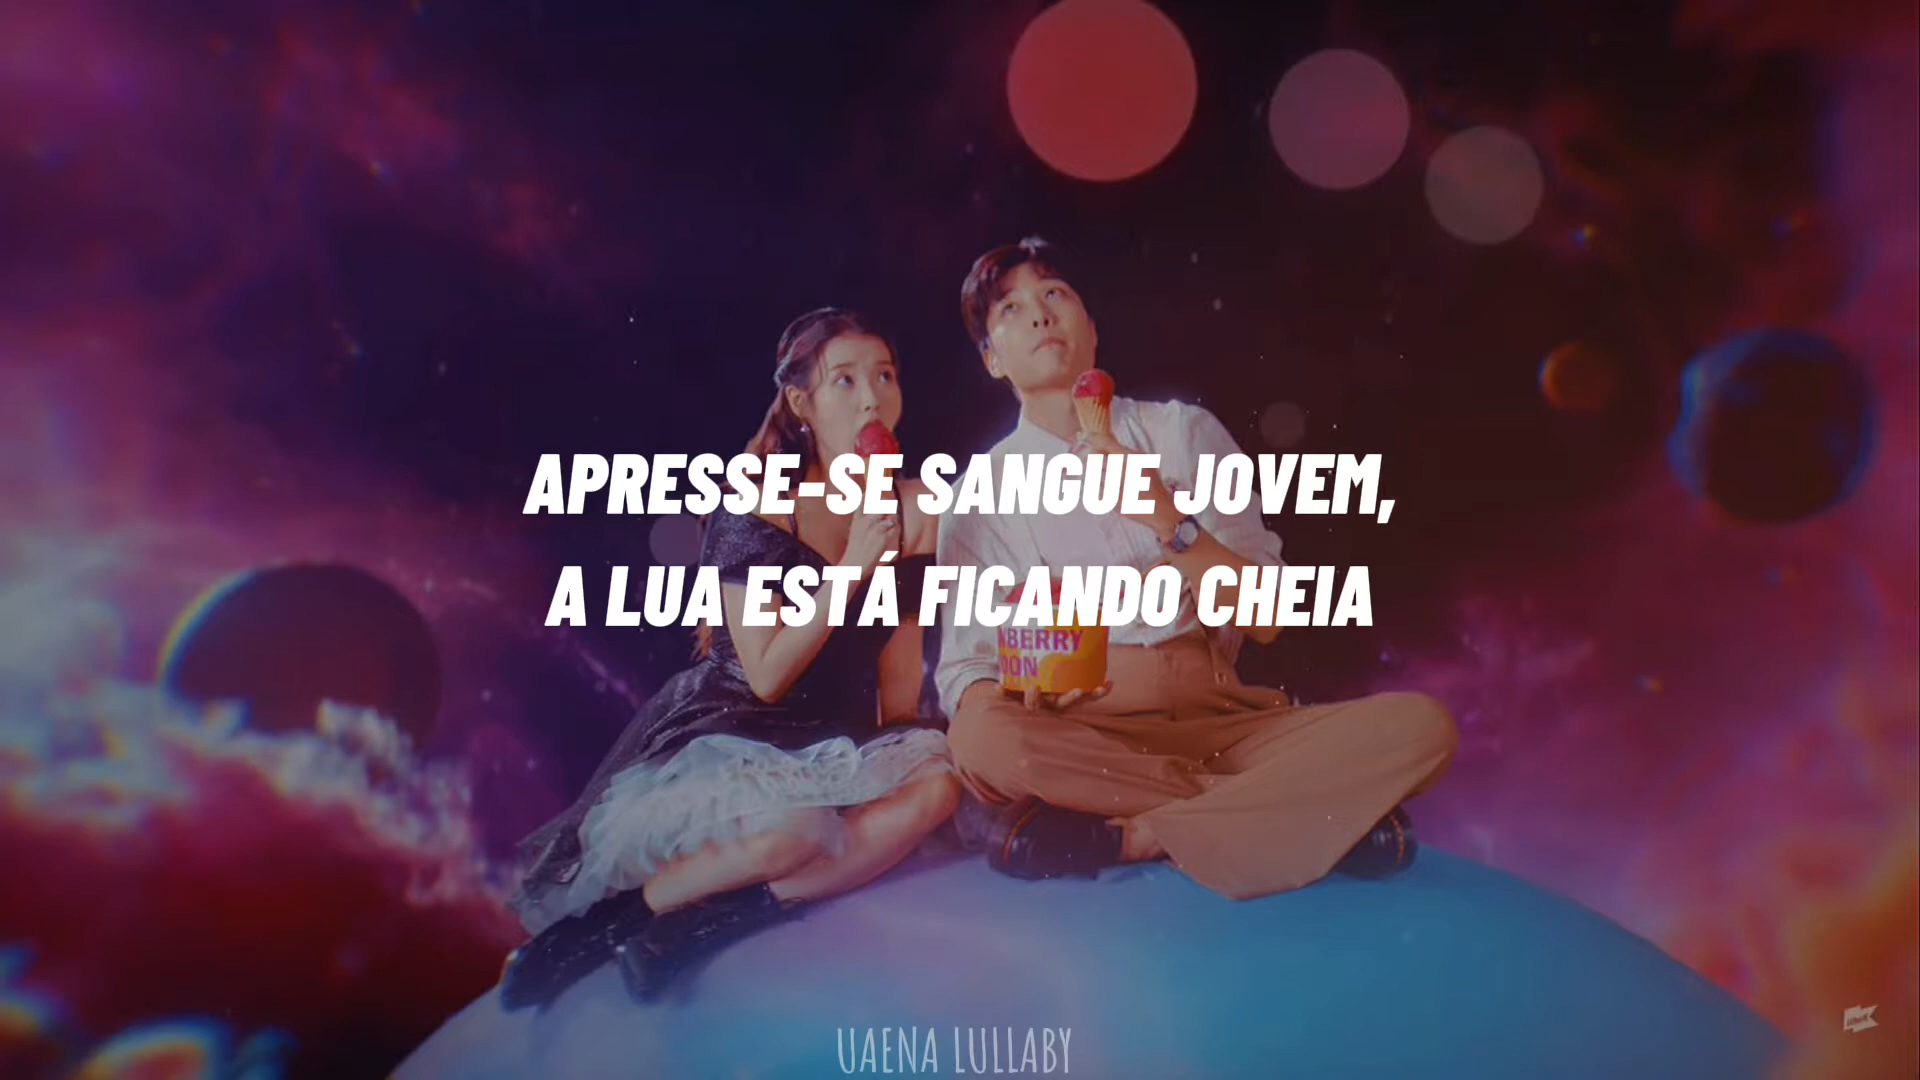 APRESSE-SE SANGUE JOVEM,
A LUA ESTÁ FICANDO CHEIA
UAENA LULLABY